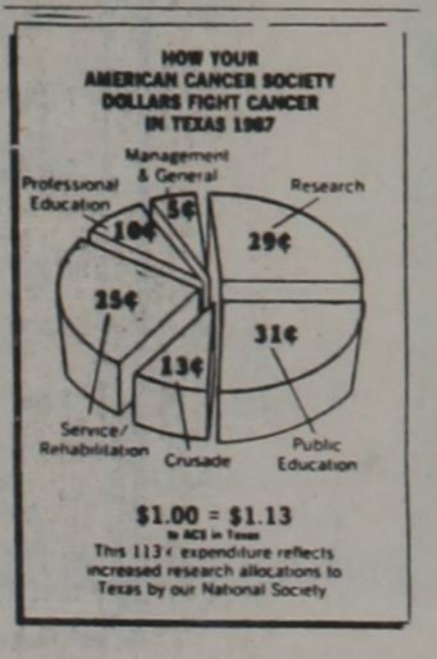 HOW YOUR
AMERICAN CANCER SOCIETY
DOLLARS FIGHT CANCER
IN TEXAS 1987
Management
& General
Professional
Education
Research
5¢
10¢
29¢
25¢
31¢
13¢
Service/
Rehabilitation
Crusade
Public
Education
$1.00 = $1.13
to ACS in Texas
This 113¢ expenditure reflects
increased research allocations to
Texas by our National Society